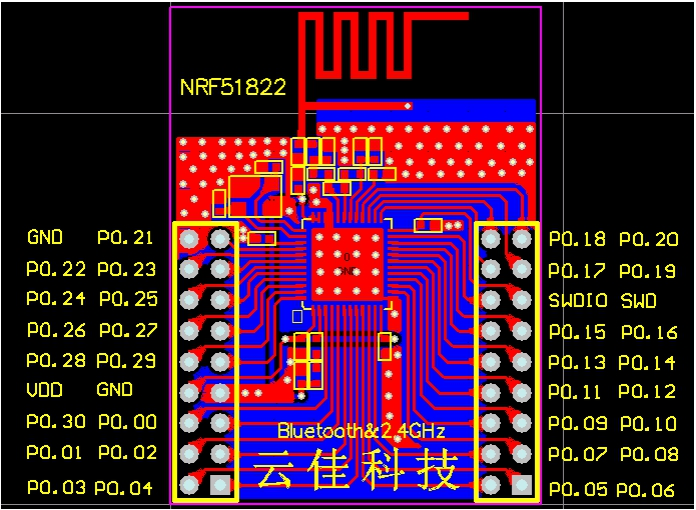 NRF51822
GND P0.21
P0.22 P0.23
P0.24 P0.25
P0.26 P0.27
P0.28 P0.29
VDD GND
P0.30 P0.00
P0.01 P0.02
P0.03 P0.04
P0.18 P0.20
P0.17 P0.19
SWDIO SWD
P0.15 P0.16
P0.13 P0.14
P0.11 P0.12
P0.09 P0.10
P0.07 P0.08
P0.05 P0.06
Bluetooth&2.4GHz
云佳科技